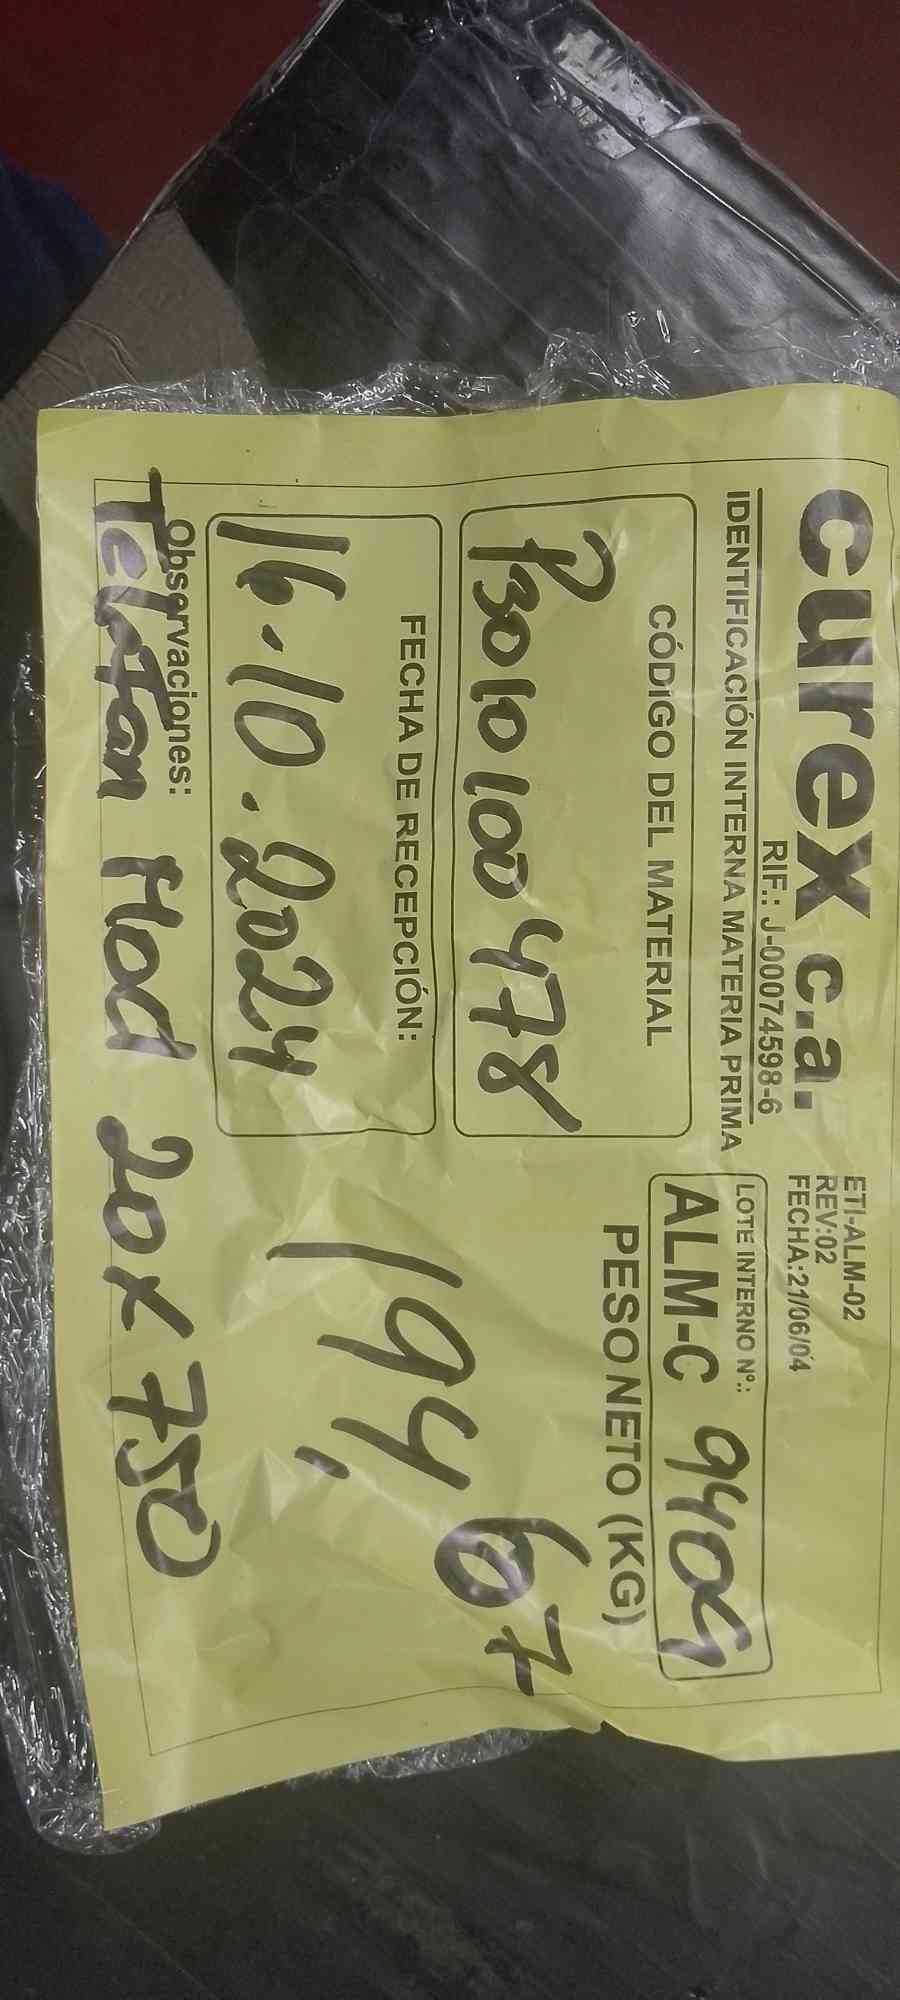 curex c.a.
RIF.: J-00074598-6
IDENTIFICACIÓN INTERNA MATERIA PRIMA
ETI-ALM-02
REV:02
FECHA:21/06/04
LOTE INTERNO Nº.:
ALM-C 9409
CÓDIGO DEL MATERIAL
P3010100478
PESO NETO (KG)
194,67
FECHA DE RECEPCIÓN:
16.10.2024
Observaciones:
Mod 20x750